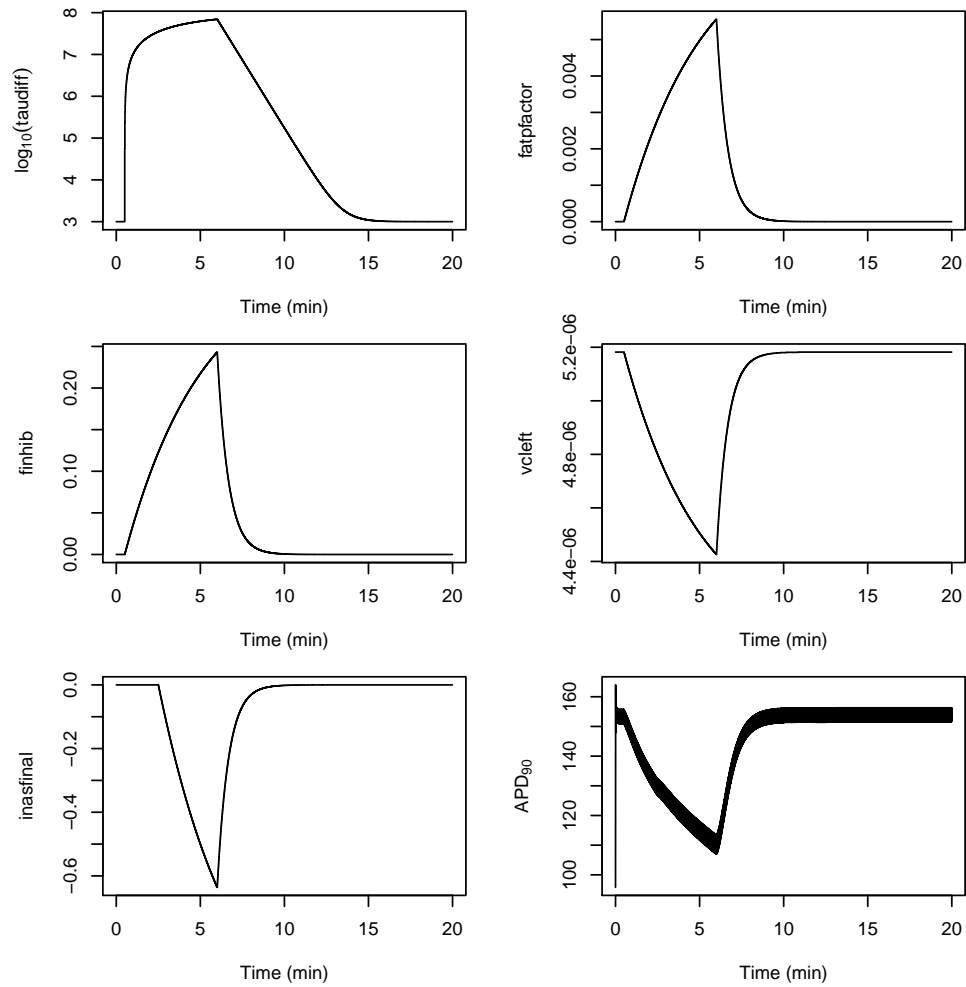 log10(taudiff)
3 4 5 6 7 8
0 5 10 15 20
Time (min)
fatpfactor
0.000 0.002 0.004
0 5 10 15 20
Time (min)
finhib
0.00 0.10 0.20
0 5 10 15 20
Time (min)
vcleft
4.4e−06 4.8e−06 5.2e−06
0 5 10 15 20
Time (min)
inasfinal
−0.6 −0.4 −0.2 0.0
0 5 10 15 20
Time (min)
APD90
100 120 140 160
0 5 10 15 20
Time (min)